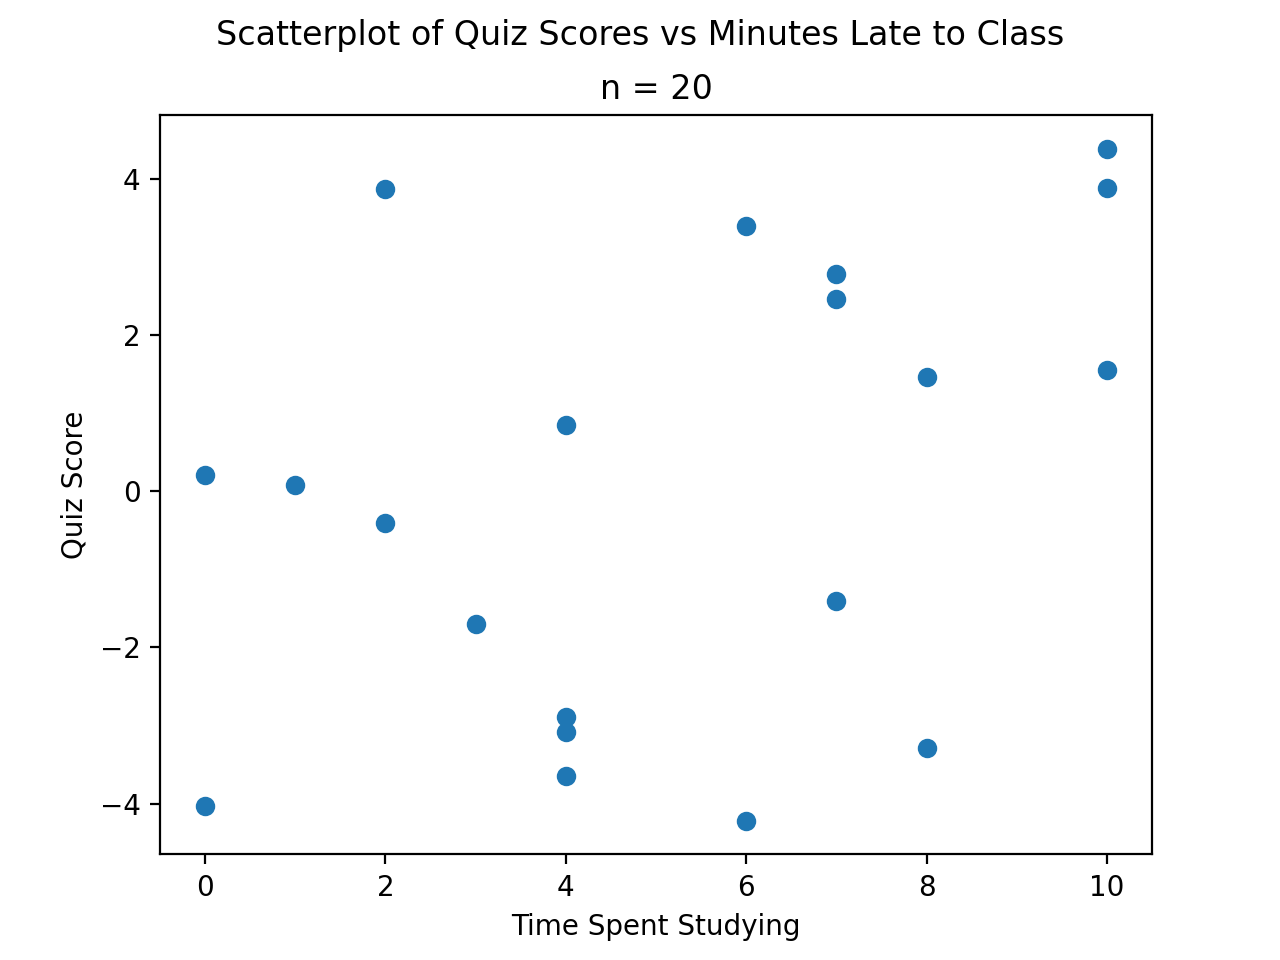 Scatterplot of Quiz Scores vs Minutes Late to Class
n = 20
4
2
0
−2
−4
Quiz Score
0 2 4 6 8 10
Time Spent Studying